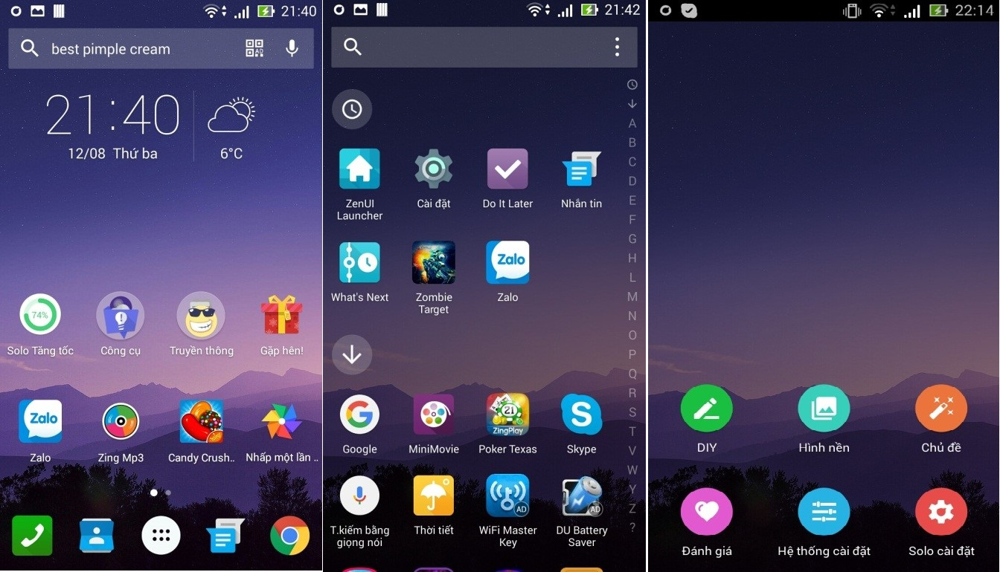 21:40
best pimple cream
AD
21:40
12/08 Thứ ba
6°C
74%
Solo Tăng tốc
Công cụ
Truyền thông
Gặp hên!
Zalo
Zalo
Zing Mp3
Candy Crush..
Nhấp một lần ..
21:42
ZenUI
Launcher
Cài đặt
Do It Later
Nhắn tin
Zalo
What's Next
Zombie
Target
Zalo
21
ZingPlay
Google
MiniMovie
Poker Texas
Skype
AD
AD
T.kiếm bằng
giọng nói
Thời tiết
WiFi Master
Key
DU Battery
Saver
A
B
C
D
E
F
G
H
L
M
N
O
P
Q
R
S
T
V
W
Y
Z
?
22:14
DIY
Hình nền
Chủ đề
Đánh giá
Hệ thống cài đặt
Solo cài đặt